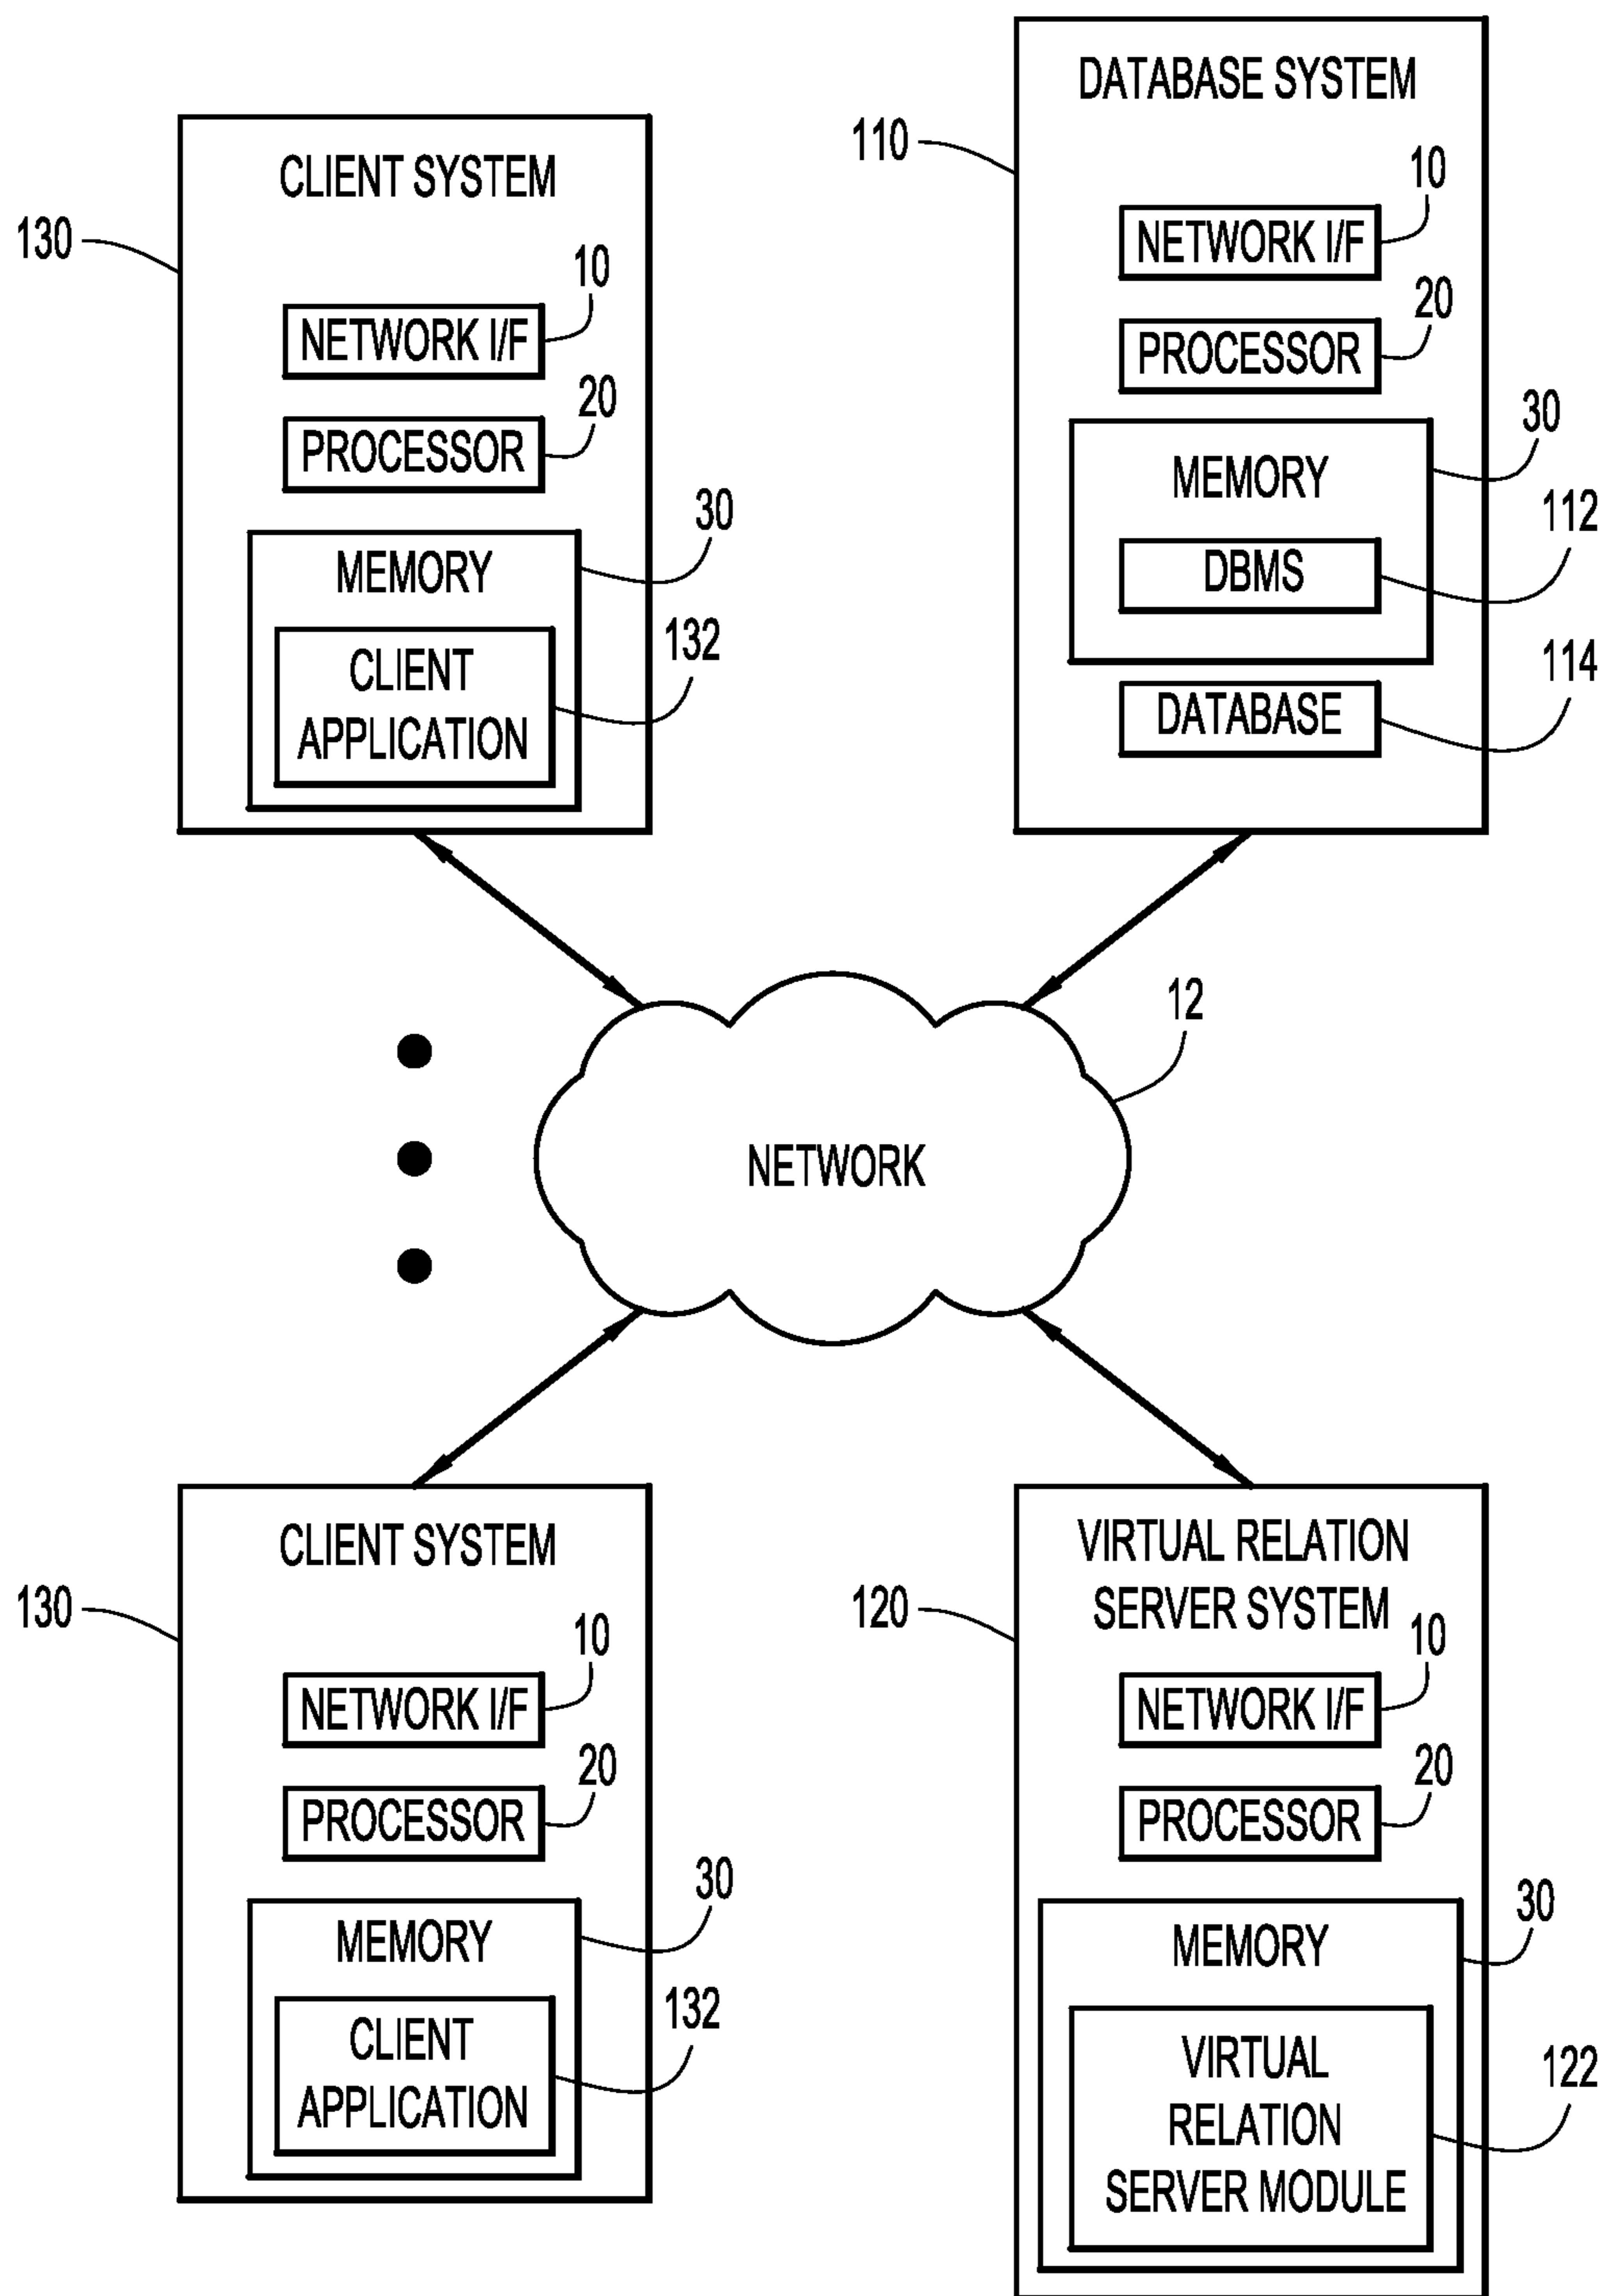 CLIENT SYSTEM
130
10
NETWORK I/F
20
PROCESSOR
30
MEMORY
132
CLIENT
APPLICATION
DATABASE SYSTEM
110
10
NETWORK I/F
20
PROCESSOR
30
MEMORY
112
DBMS
114
DATABASE
12
NETWORK
CLIENT SYSTEM
130
10
NETWORK I/F
20
PROCESSOR
30
MEMORY
132
CLIENT
APPLICATION
VIRTUAL RELATION
SERVER SYSTEM
120
10
NETWORK I/F
20
PROCESSOR
30
MEMORY
VIRTUAL
122
RELATION
SERVER MODULE